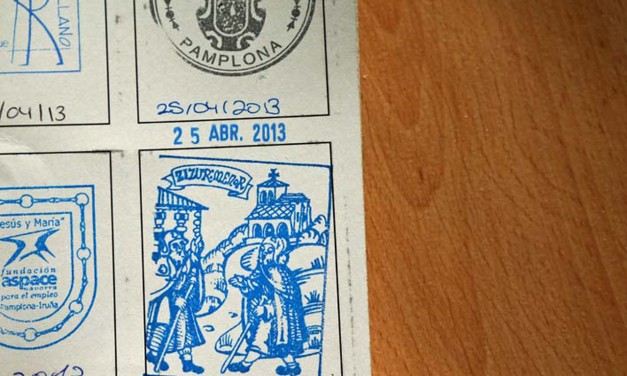 LLANO
PAMPLONA
/04/13
25/04/2013
25 ABR. 2013
ZIZUR MENOR
"Jesús y María"
fundación
aspace
navarra
para el empleo
Pamplona-Iruña